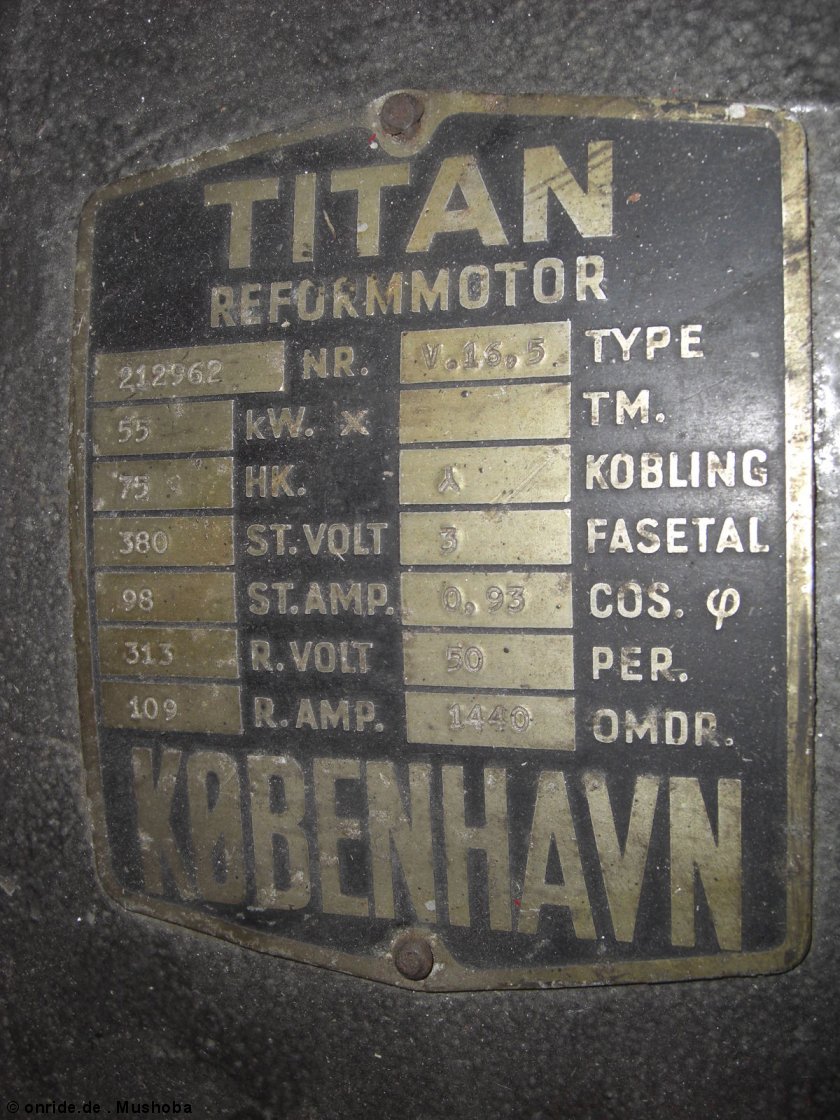 TITAN
REFORMMOTOR
212962 NR. V.16,5 TYPE
55 kW. x TM.
75 HK. KOBLING
380 ST.VOLT 3 FASETAL
98 ST.AMP. 0,93 COS. φ
313 R.VOLT 50 PER.
109 R.AMP. 1440 OMDR.
KØBENHAVN
© onride.de . Mushoba